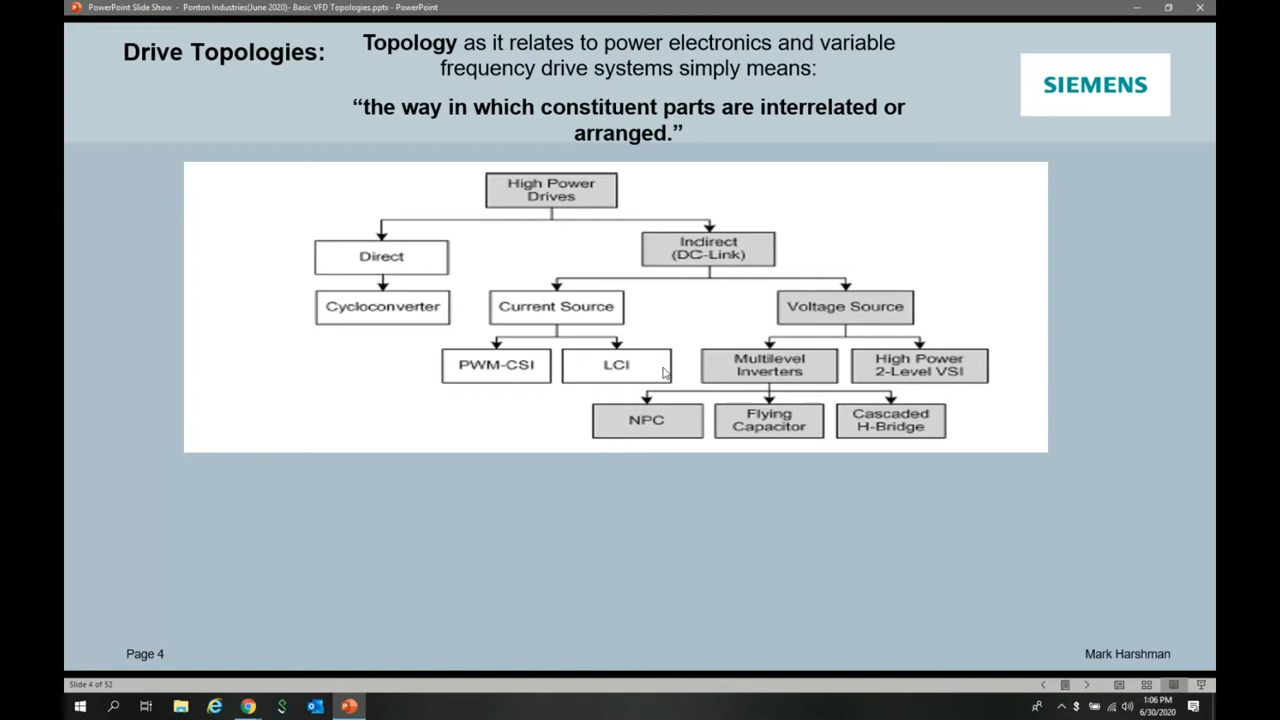 PowerPoint Slide Show - Ponton Industries(June 2020)- Basic VFD Topologies.pptx - PowerPoint
Drive Topologies:
Topology as it relates to power electronics and variable
frequency drive systems simply means:
“the way in which constituent parts are interrelated or
arranged.”
SIEMENS
High Power
Drives
Direct
Indirect
(DC-Link)
Cycloconverter
Current Source
Voltage Source
PWM-CSI
LCI
Multilevel
Inverters
High Power
2-Level VSI
NPC
Flying
Capacitor
Cascaded
H-Bridge
Page 4
Mark Harshman
Slide 4 of 52
1:06 PM
6/30/2020